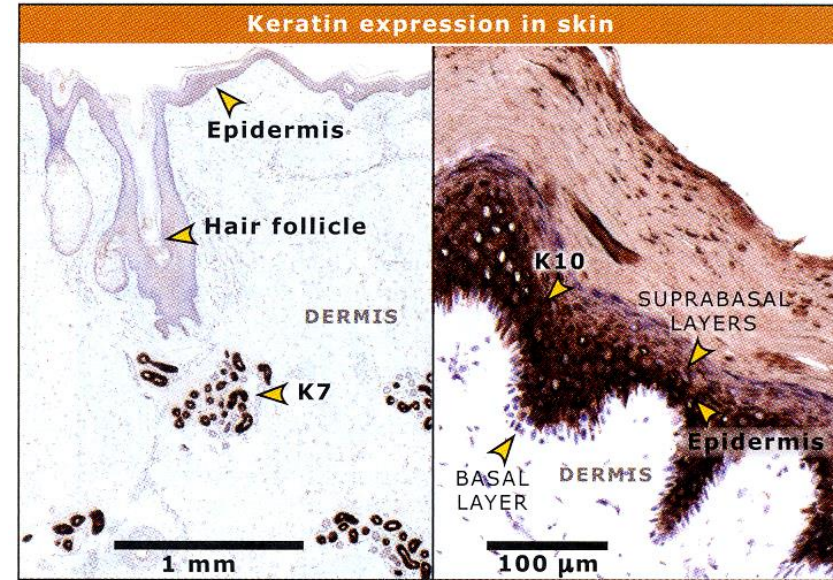 Keratin expression in skin
Epidermis
Hair follicle
DERMIS
K7
1 mm
K10
SUPRABASAL
LAYERS
Epidermis
BASAL
LAYER
DERMIS
100 µm